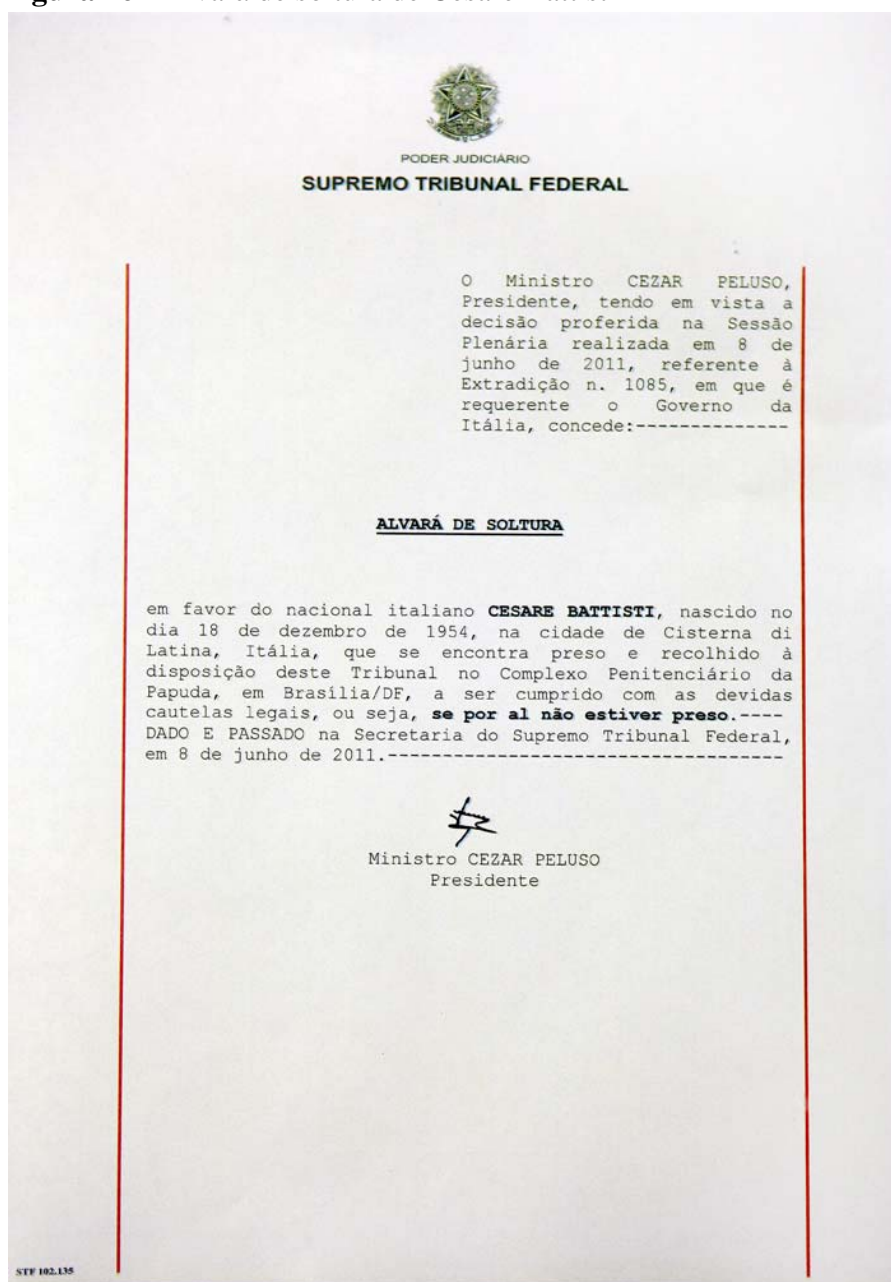 PODER JUDICIÁRIO
SUPREMO TRIBUNAL FEDERAL
O Ministro CEZAR PELUSO,
Presidente, tendo em vista a
decisão proferida na Sessão
Plenária realizada em 8 de
junho de 2011, referente à
Extradição n. 1085, em que é
requerente o Governo da
Itália, concede:--------------
ALVARÁ DE SOLTURA
em favor do nacional italiano CESARE BATTISTI, nascido no
dia 18 de dezembro de 1954, na cidade de Cisterna di
Latina, Itália, que se encontra preso e recolhido à
disposição deste Tribunal no Complexo Penitenciário da
Papuda, em Brasília/DF, a ser cumprido com as devidas
cautelas legais, ou seja, se por al não estiver preso.----
DADO E PASSADO na Secretaria do Supremo Tribunal Federal,
em 8 de junho de 2011.------------------------------------
Ministro CEZAR PELUSO
Presidente
STF 102.135